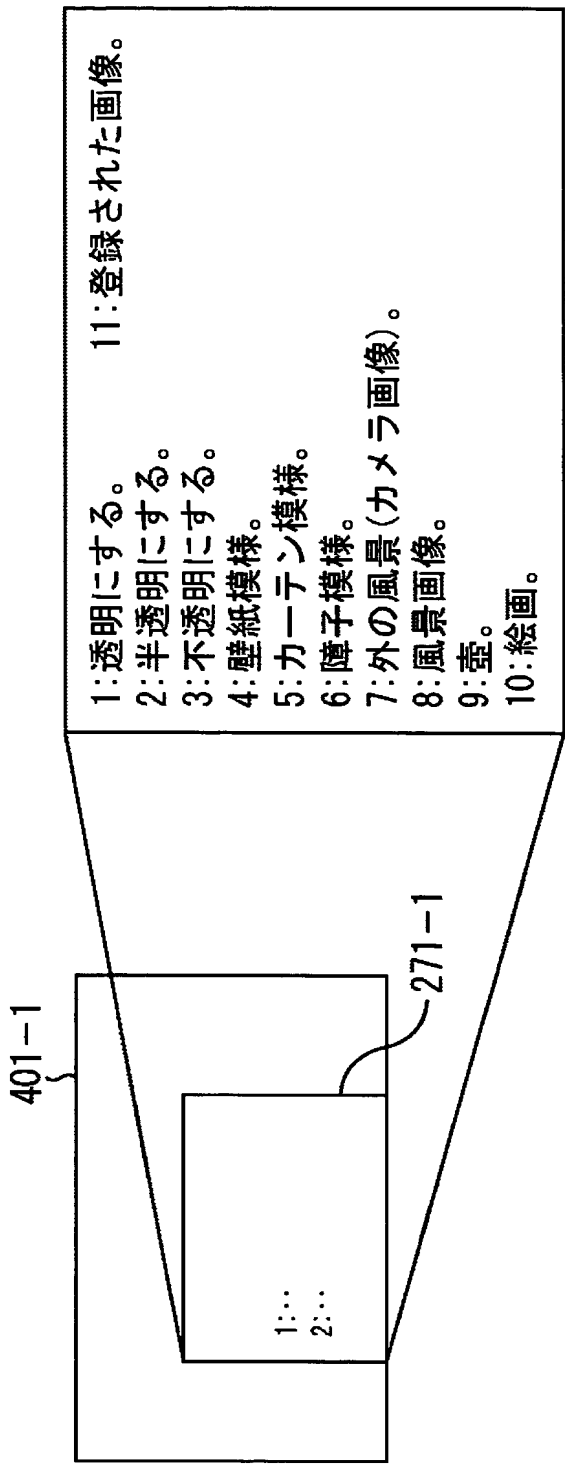 401-1
271-1
1:‥
2:‥
1:透明にする。
2:半透明にする。
3:不透明にする。
4:壁紙模様。
5:カーテン模様。
6:障子模様。
7:外の風景(カメラ画像)。
8:風景画像。
9:壺。
10:絵画。
11:登録された画像。